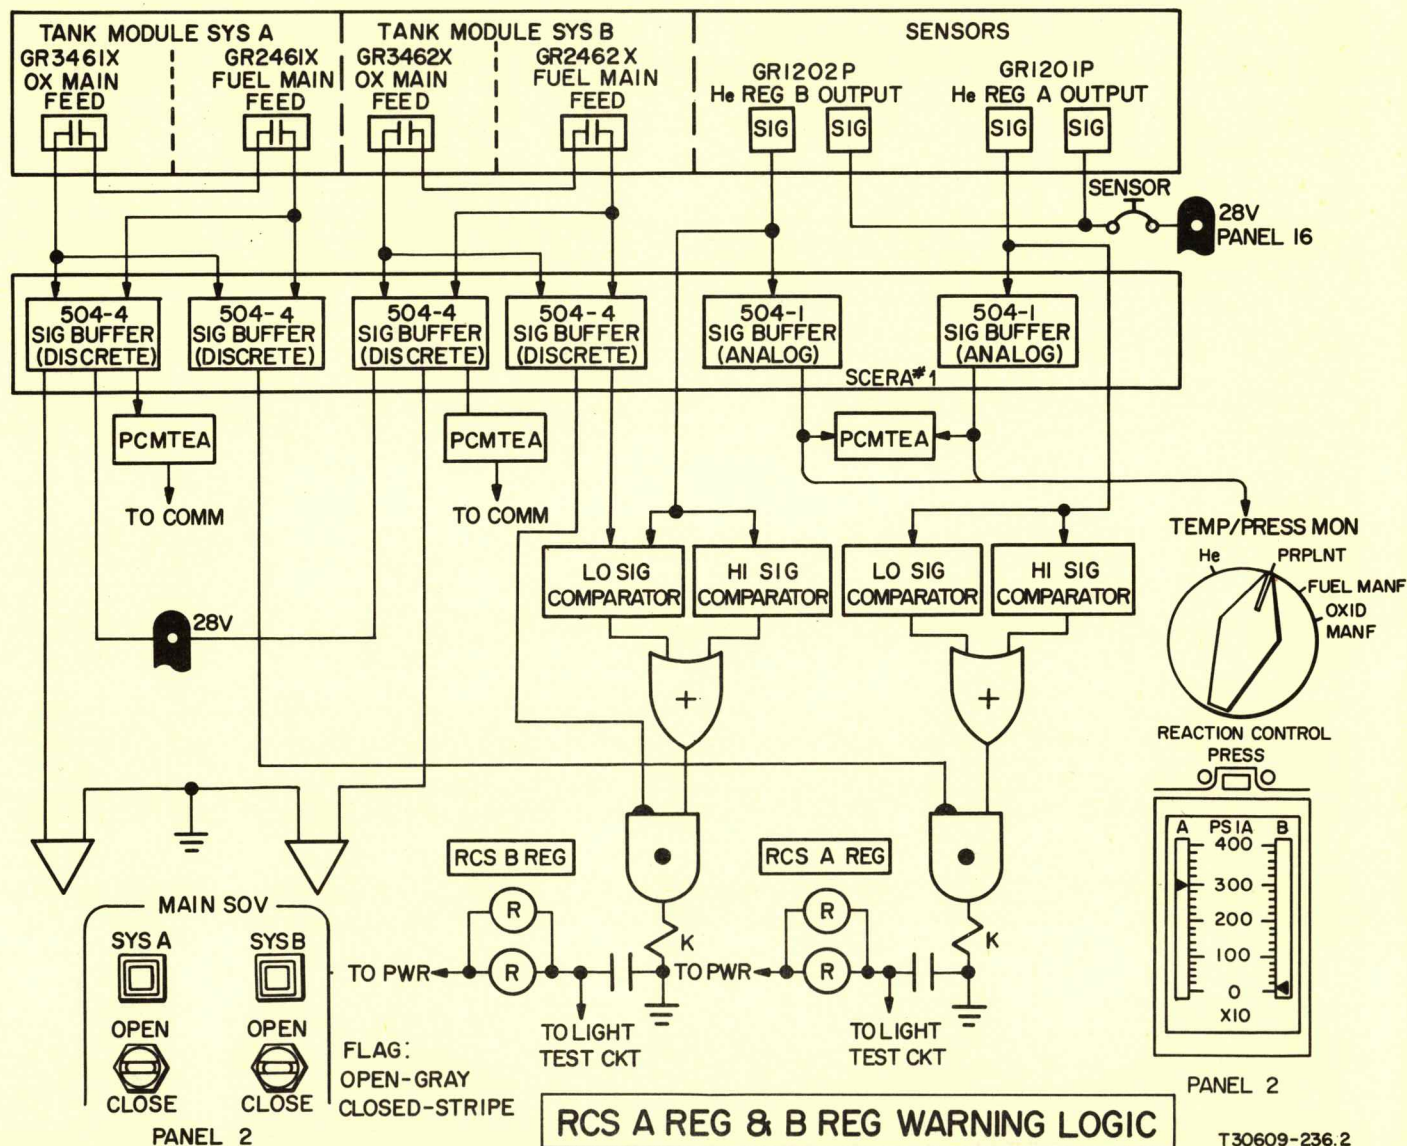 TANK MODULE SYS A
TANK MODULE SYS B
SENSORS
GR3461X
OX MAIN
FEED
GR2461X
FUEL MAIN
FEED
GR3462X
OX MAIN
FEED
GR2462X
FUEL MAIN
FEED
GR1202P
He REG B OUTPUT
SIG
SIG
GR1201P
He REG A OUTPUT
SIG
SIG
SENSOR
28V
PANEL 16
504-4
SIG BUFFER
(DISCRETE)
504-4
SIG BUFFER
(DISCRETE)
504-4
SIG BUFFER
(DISCRETE)
504-4
SIG BUFFER
(DISCRETE)
504-1
SIG BUFFER
(ANALOG)
504-1
SIG BUFFER
(ANALOG)
SCERA#1
PCMTEA
PCMTEA
PCMTEA
TO COMM
TO COMM
TEMP/PRESS MON
He
PRPLNT
FUEL MANF
OXID
MANF
LO SIG
COMPARATOR
HI SIG
COMPARATOR
LO SIG
COMPARATOR
HI SIG
COMPARATOR
28V
+
+
REACTION CONTROL
PRESS
A PSIA B
400
300
200
100
0
X10
PANEL 2
RCS B REG
RCS A REG
R
R
R
R
K
K
TO PWR
TO PWR
TO LIGHT
TEST CKT
TO LIGHT
TEST CKT
MAIN SOV
SYS A
SYS B
OPEN
OPEN
CLOSE
CLOSE
PANEL 2
FLAG:
OPEN-GRAY
CLOSED-STRIPE
RCS A REG & B REG WARNING LOGIC
T30609-236.2